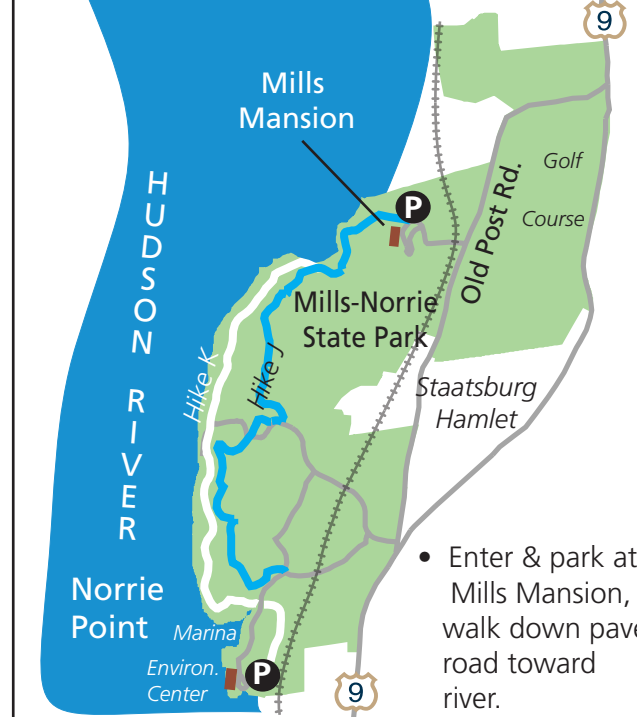 9
Mills
Mansion
P
Golf
Course
Old Post Rd.
HUDSON RIVER
Mills-Norrie
State Park
Hike K
Hike J
Staatsburg
Hamlet
• Enter & park at
Mills Mansion,
walk down pave
road toward
river.
Norrie
Point
Marina
Environ.
Center
P
9